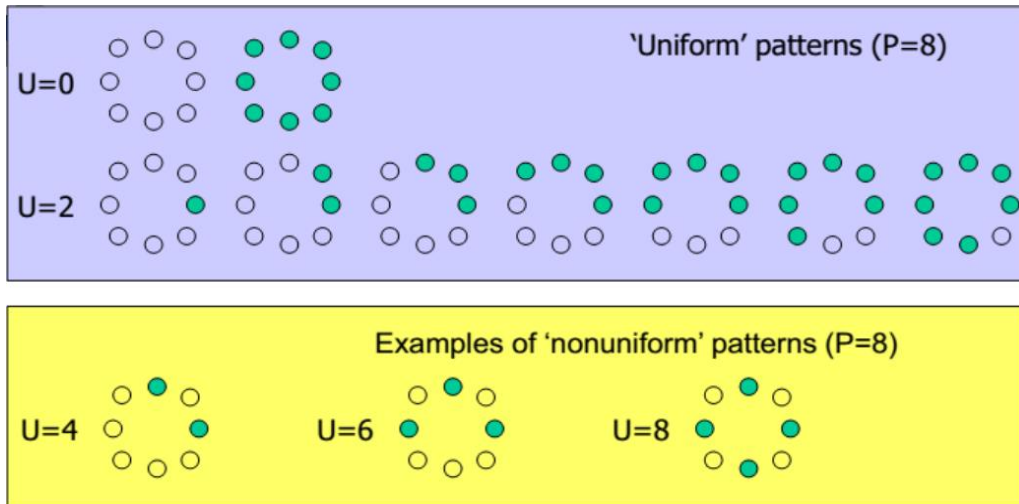 'Uniform' patterns (P=8)
U=0
U=2
Examples of 'nonuniform' patterns (P=8)
U=4 U=6 U=8